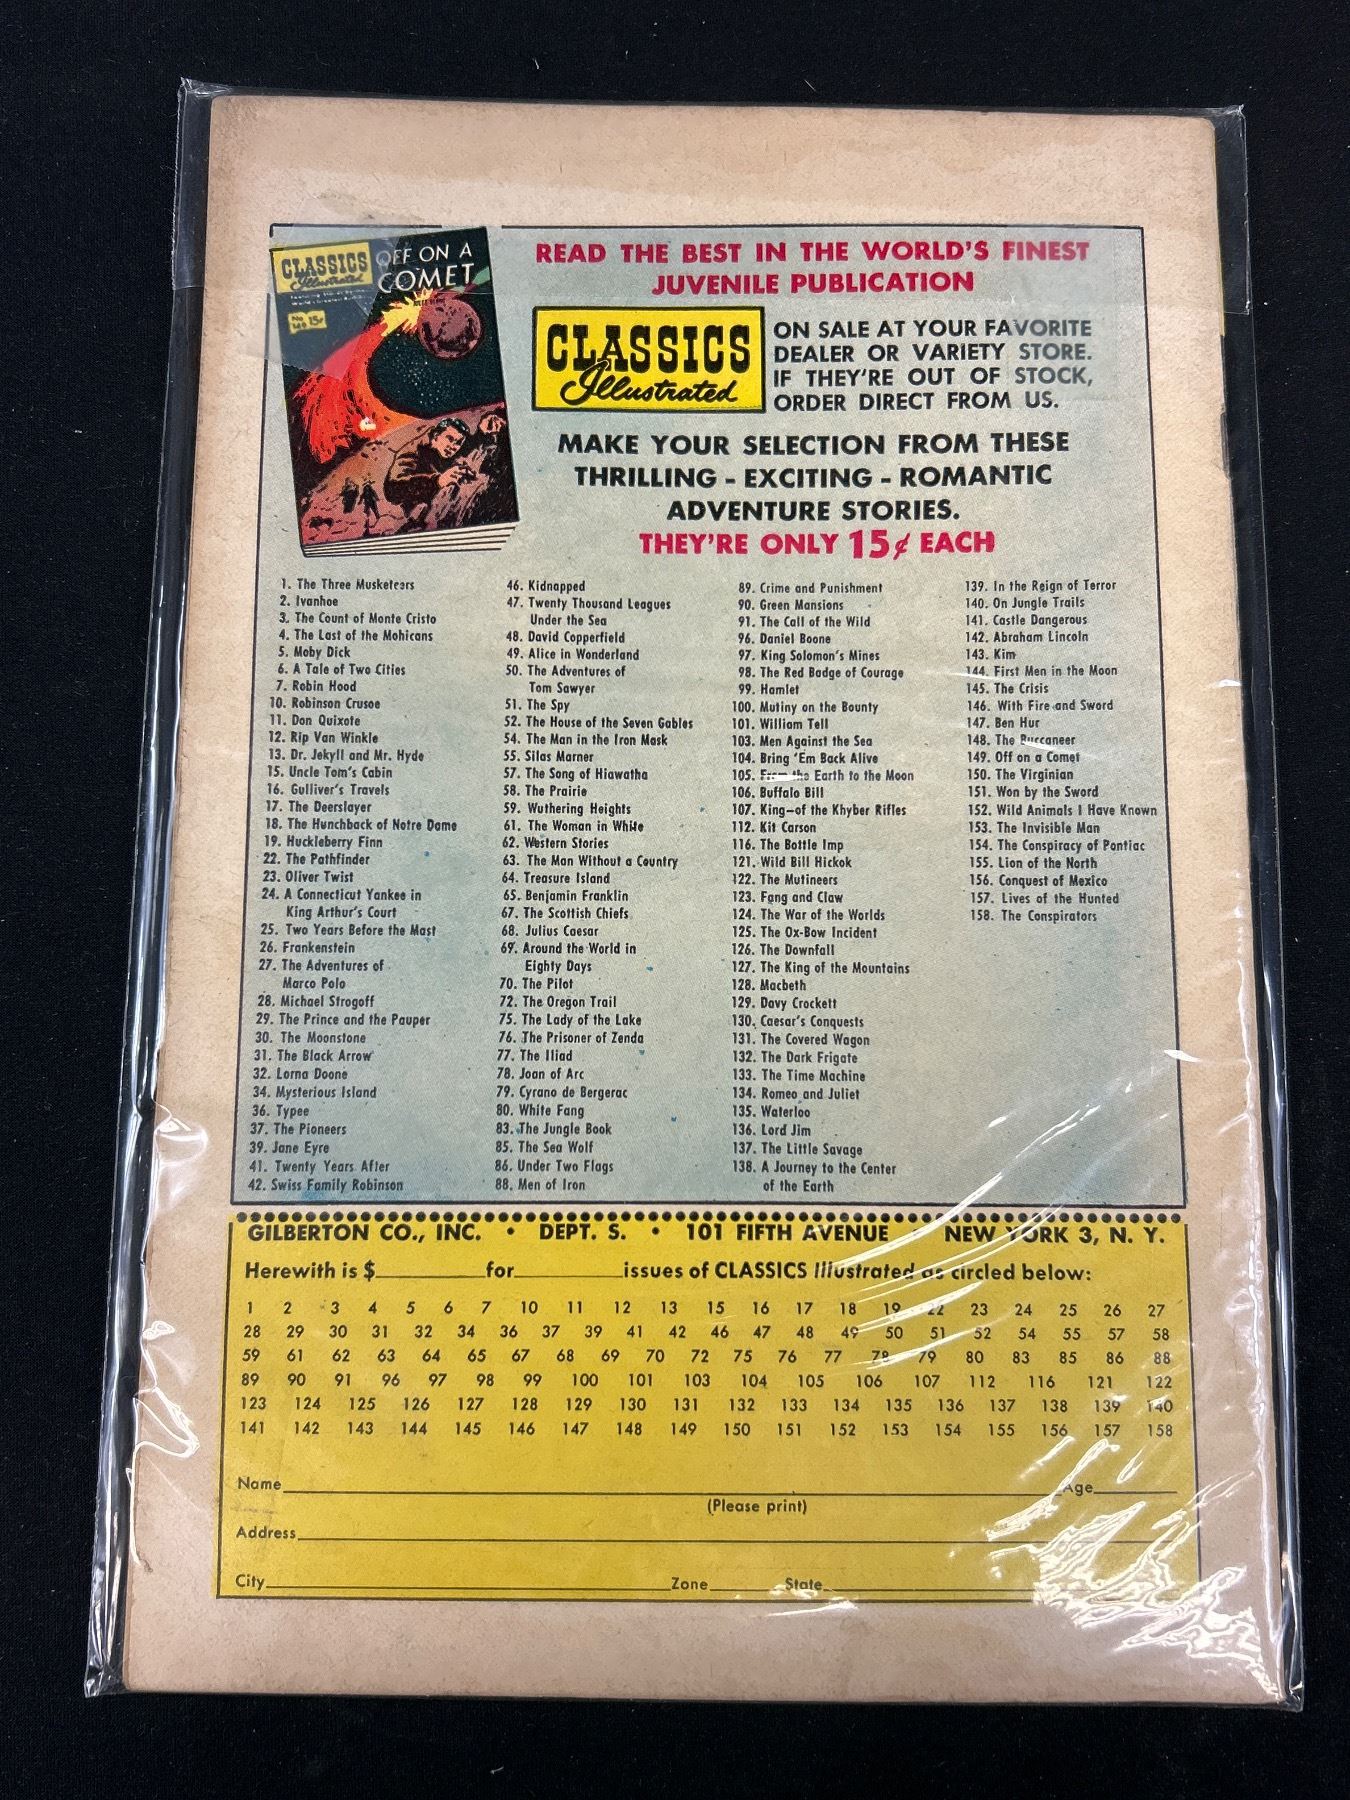 CLASSICS
Illustrated
OFF ON A
COMET
No
149
15¢
READ THE BEST IN THE WORLD'S FINEST
JUVENILE PUBLICATION
CLASSICS
Illustrated
ON SALE AT YOUR FAVORITE
DEALER OR VARIETY STORE.
IF THEY'RE OUT OF STOCK,
ORDER DIRECT FROM US.
MAKE YOUR SELECTION FROM THESE
THRILLING - EXCITING - ROMANTIC
ADVENTURE STORIES.
THEY'RE ONLY 15¢ EACH
1. The Three Musketeers
2. Ivanhoe
3. The Count of Monte Cristo
4. The Last of the Mohicans
5. Moby Dick
6. A Tale of Two Cities
7. Robin Hood
10. Robinson Crusoe
11. Don Quixote
12. Rip Van Winkle
13. Dr. Jekyll and Mr. Hyde
15. Uncle Tom's Cabin
16. Gulliver's Travels
17. The Deerslayer
18. The Hunchback of Notre Dame
19. Huckleberry Finn
22. The Pathfinder
23. Oliver Twist
24. A Connecticut Yankee in
King Arthur's Court
25. Two Years Before the Mast
26. Frankenstein
27. The Adventures of
Marco Polo
28. Michael Strogoff
29. The Prince and the Pauper
30. The Moonstone
31. The Black Arrow
32. Lorna Doone
34. Mysterious Island
36. Typee
37. The Pioneers
39. Jane Eyre
41. Twenty Years After
42. Swiss Family Robinson
46. Kidnapped
47. Twenty Thousand Leagues
Under the Sea
48. David Copperfield
49. Alice in Wonderland
50. The Adventures of
Tom Sawyer
51. The Spy
52. The House of the Seven Gables
54. The Man in the Iron Mask
55. Silas Marner
57. The Song of Hiawatha
58. The Prairie
59. Wuthering Heights
61. The Woman in White
62. Western Stories
63. The Man Without a Country
64. Treasure Island
65. Benjamin Franklin
67. The Scottish Chiefs
68. Julius Caesar
69. Around the World in
Eighty Days
70. The Pilot
72. The Oregon Trail
75. The Lady of the Lake
76. The Prisoner of Zenda
77. The Iliad
78. Joan of Arc
79. Cyrano de Bergerac
80. White Fang
83. The Jungle Book
85. The Sea Wolf
86. Under Two Flags
88. Men of Iron
89. Crime and Punishment
90. Green Mansions
91. The Call of the Wild
96. Daniel Boone
97. King Solomon's Mines
98. The Red Badge of Courage
99. Hamlet
100. Mutiny on the Bounty
101. William Tell
103. Men Against the Sea
104. Bring 'Em Back Alive
105. From the Earth to the Moon
106. Buffalo Bill
107. King—of the Khyber Rifles
112. Kit Carson
116. The Bottle Imp
121. Wild Bill Hickok
122. The Mutineers
123. Fang and Claw
124. The War of the Worlds
125. The Ox-Bow Incident
126. The Downfall
127. The King of the Mountains
128. Macbeth
129. Davy Crockett
130. Caesar's Conquests
131. The Covered Wagon
132. The Dark Frigate
133. The Time Machine
134. Romeo and Juliet
135. Waterloo
136. Lord Jim
137. The Little Savage
138. A Journey to the Center
of the Earth
139. In the Reign of Terror
140. On Jungle Trails
141. Castle Dangerous
142. Abraham Lincoln
143. Kim
144. First Men in the Moon
145. The Crisis
146. With Fire and Sword
147. Ben Hur
148. The Buccaneer
149. Off on a Comet
150. The Virginian
151. Won by the Sword
152. Wild Animals I Have Known
153. The Invisible Man
154. The Conspiracy of Pontiac
155. Lion of the North
156. Conquest of Mexico
157. Lives of the Hunted
158. The Conspirators
GILBERTON CO., INC. • DEPT. S. • 101 FIFTH AVENUE NEW YORK 3, N. Y.
Herewith is $__________for__________issues of CLASSICS Illustrated as circled below:
1 2 3 4 5 6 7 10 11 12 13 15 16 17 18 19 22 23 24 25 26 27
28 29 30 31 32 34 36 37 39 41 42 46 47 48 49 50 51 52 54 55 57 58
59 61 62 63 64 65 67 68 69 70 72 75 76 77 78 79 80 83 85 86 88
89 90 91 96 97 98 99 100 101 103 104 105 106 107 112 116 121 122
123 124 125 126 127 128 129 130 131 132 133 134 135 136 137 138 139 140
141 142 143 144 145 146 147 148 149 150 151 152 153 154 155 156 157 158
Name__________Age__________
(Please print)
Address__________
City__________Zone__________State__________